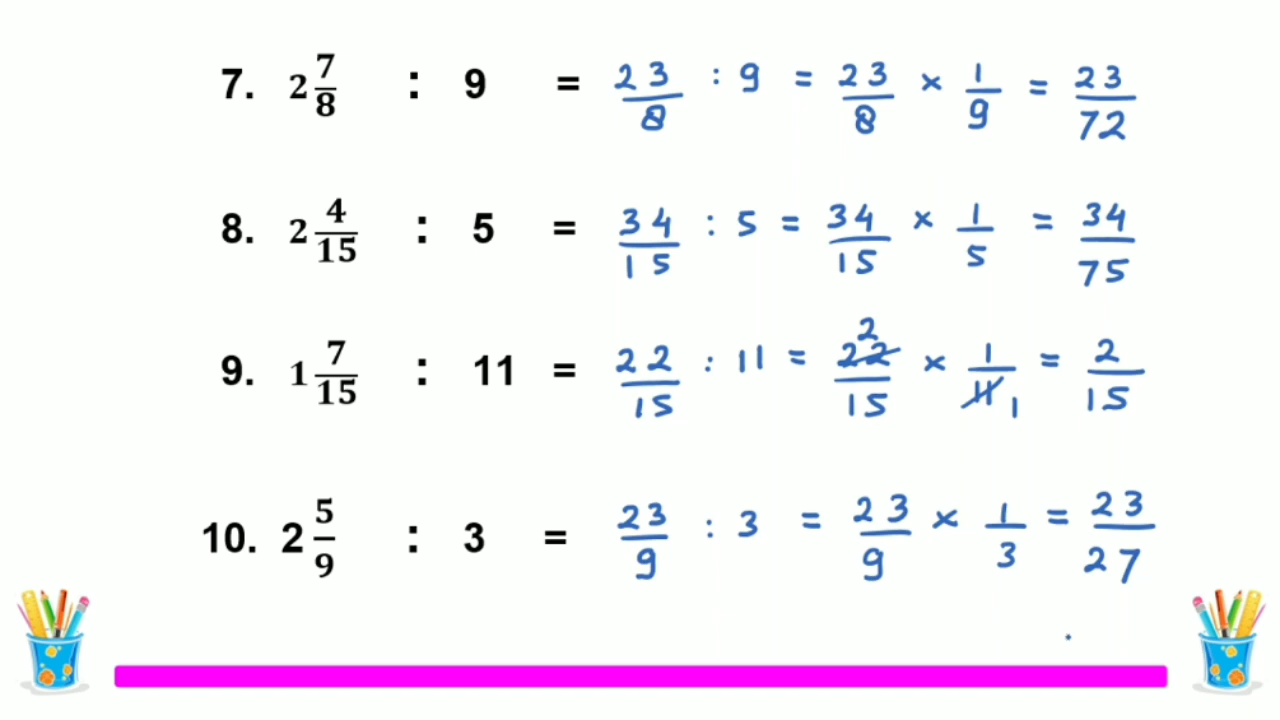 7. 2 7/8 : 9 = 23/8 : 9 = 23/8 × 1/9 = 23/72
8. 2 4/15 : 5 = 34/15 : 5 = 34/15 × 1/5 = 34/75
9. 1 7/15 : 11 = 22/15 : 11 = 22/15 2 × 1/11 1 = 2/15
10. 2 5/9 : 3 = 23/9 : 3 = 23/9 × 1/3 = 23/27